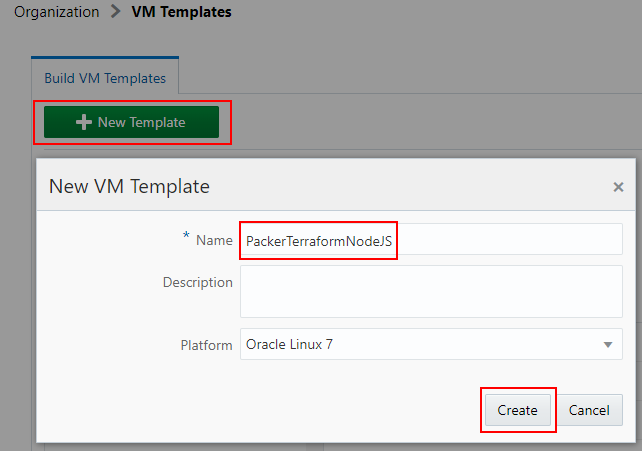 Organization > VM Templates
Build VM Templates
+ New Template
New VM Template ×
* Name PackerTerraformNodeJS
Description
Platform Oracle Linux 7
Create Cancel